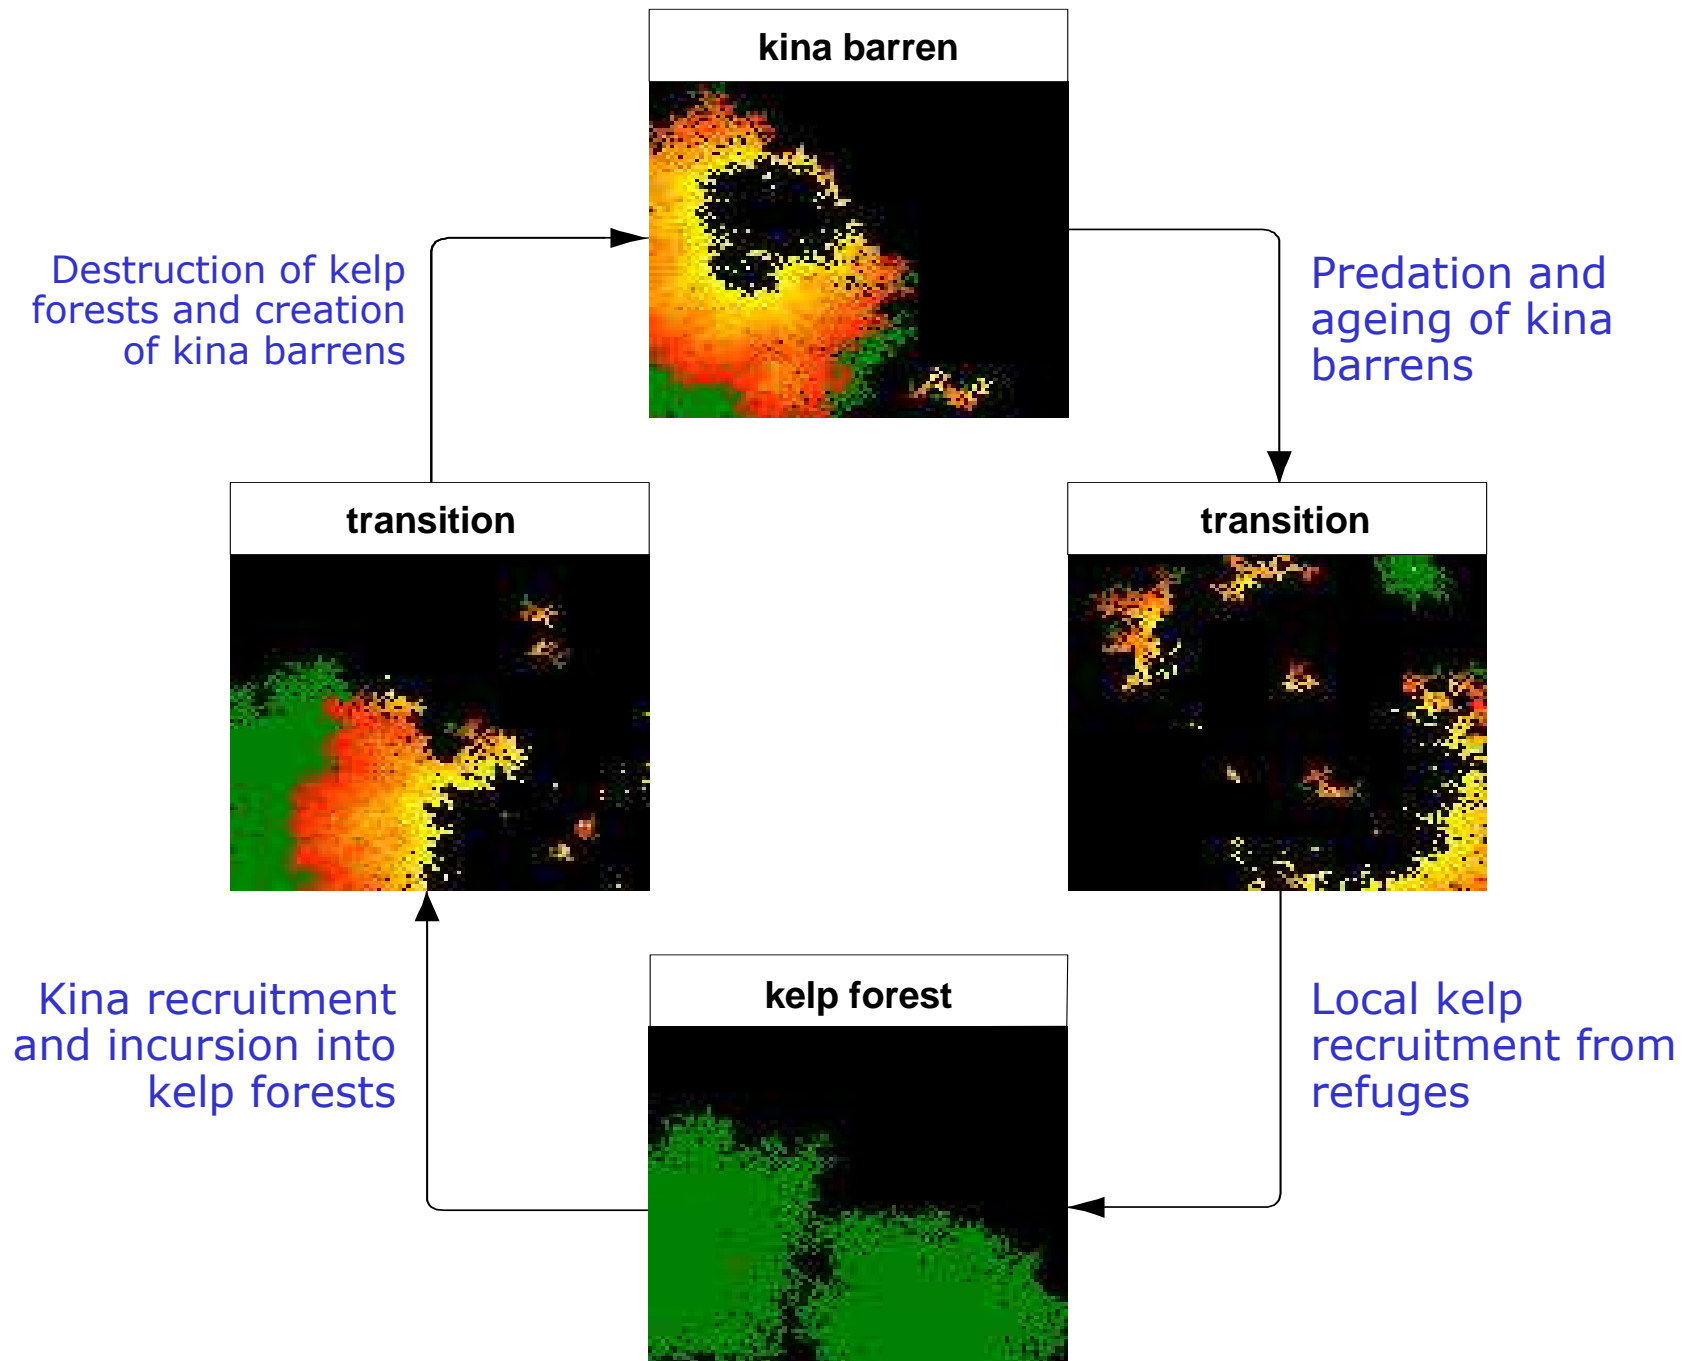 kina barren
Destruction of kelp
forests and creation
of kina barrens
Predation and
ageing of kina
barrens
transition
transition
Kina recruitment
and incursion into
kelp forests
kelp forest
Local kelp
recruitment from
refuges